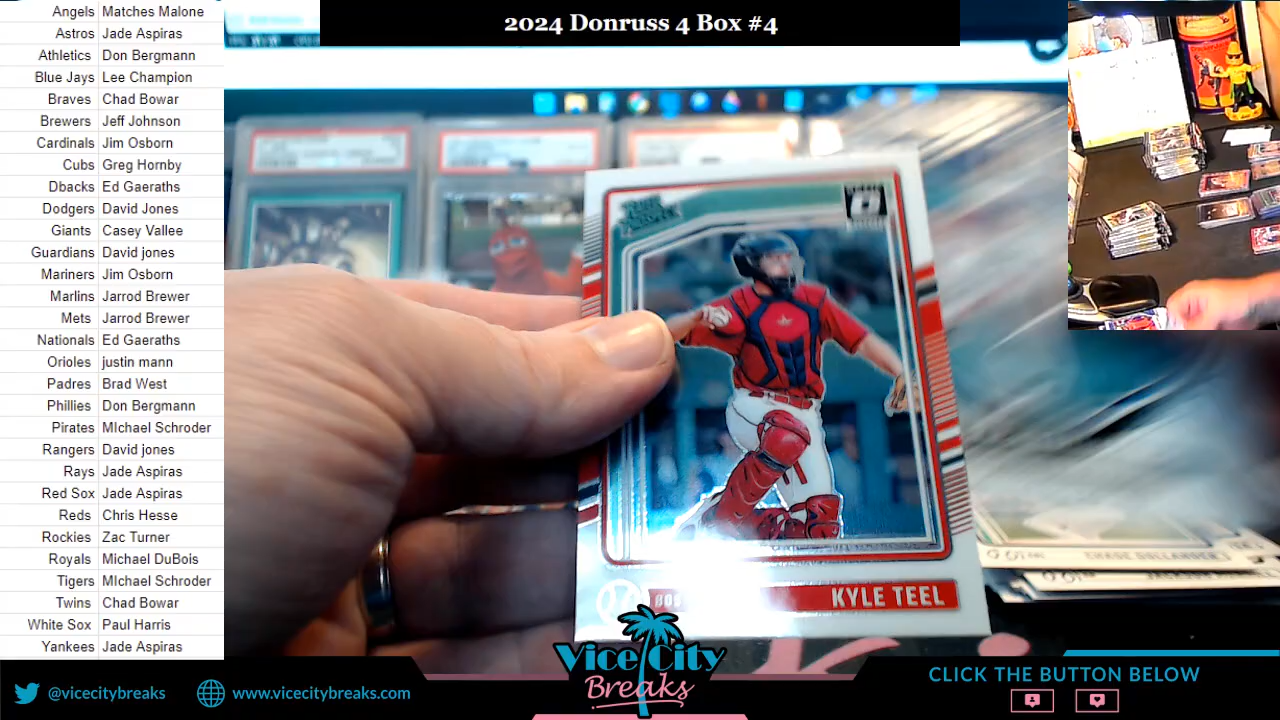 2024 Donruss 4 Box #4
Angels Matches Malone
Astros Jade Aspiras
Athletics Don Bergmann
Blue Jays Lee Champion
Braves Chad Bowar
Brewers Jeff Johnson
Cardinals Jim Osborn
Cubs Greg Hornby
Dbacks Ed Gaeraths
Dodgers David Jones
Giants Casey Vallee
Guardians David jones
Mariners Jim Osborn
Marlins Jarrod Brewer
Mets Jarrod Brewer
Nationals Ed Gaeraths
Orioles justin mann
Padres Brad West
Phillies Don Bergmann
Pirates MIchael Schroder
Rangers David jones
Rays Jade Aspiras
Red Sox Jade Aspiras
Reds Chris Hesse
Rockies Zac Turner
Royals Michael DuBois
Tigers MIchael Schroder
Twins Chad Bowar
White Sox Paul Harris
Yankees Jade Aspiras
KYLE TEEL
CHASE DOLLANDER
Vice City
Breaks
@vicecitybreaks
www.vicecitybreaks.com
CLICK THE BUTTON BELOW